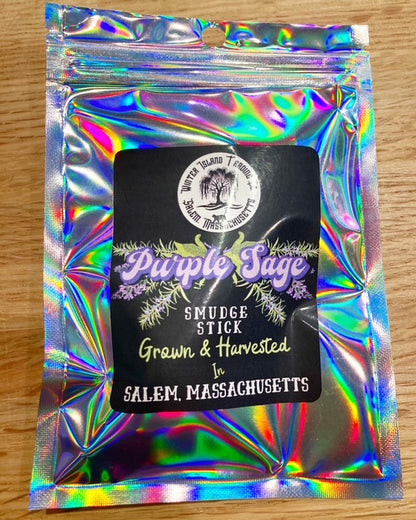 Winter Island Trading
Salem, Massachusetts
Purple Sage
SMUDGE
STICK
Grown & Harvested
In
SALEM, MASSACHUSETTS